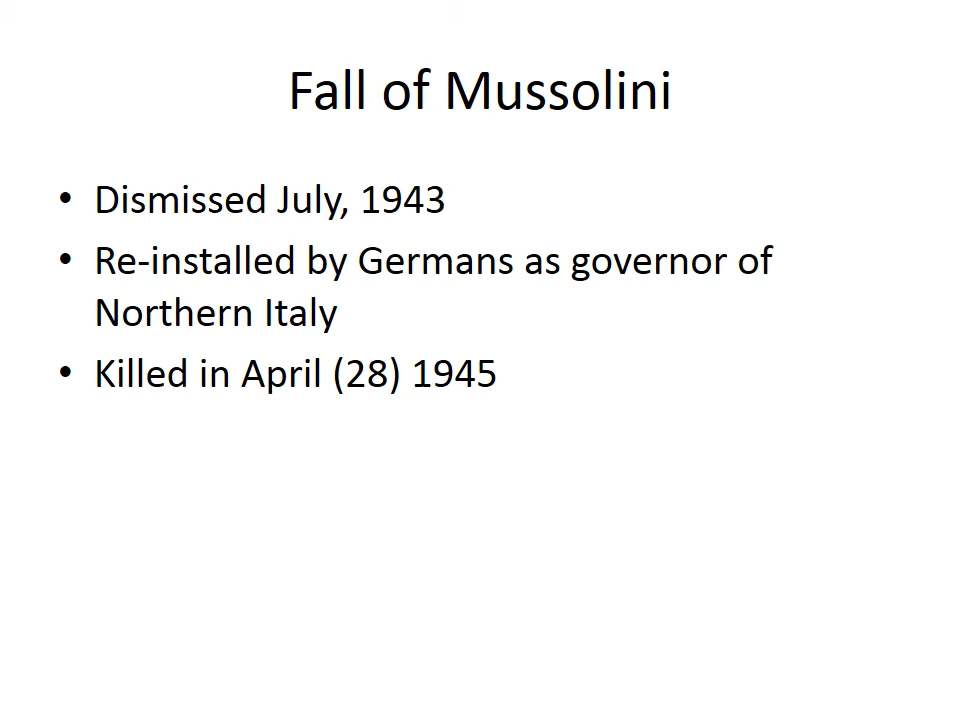 Fall of Mussolini
• Dismissed July, 1943
• Re-installed by Germans as governor of
Northern Italy
• Killed in April (28) 1945